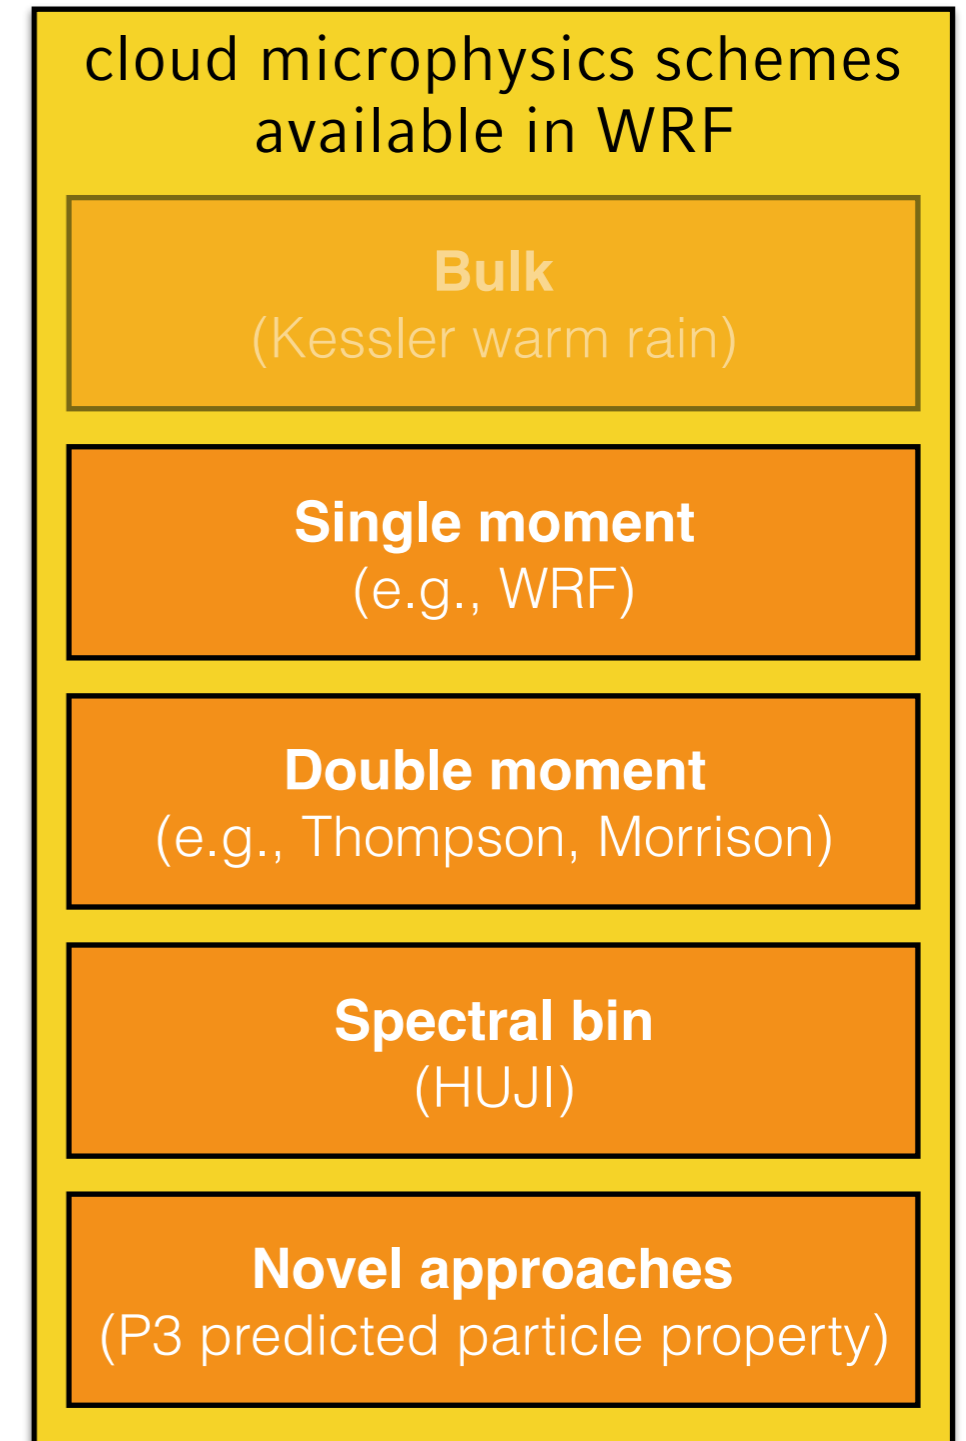 cloud microphysics schemes
available in WRF
Bulk
(Kessler warm rain)
Single moment
(e.g., WRF)
Double moment
(e.g., Thompson, Morrison)
Spectral bin
(HUJI)
Novel approaches
(P3 predicted particle property)